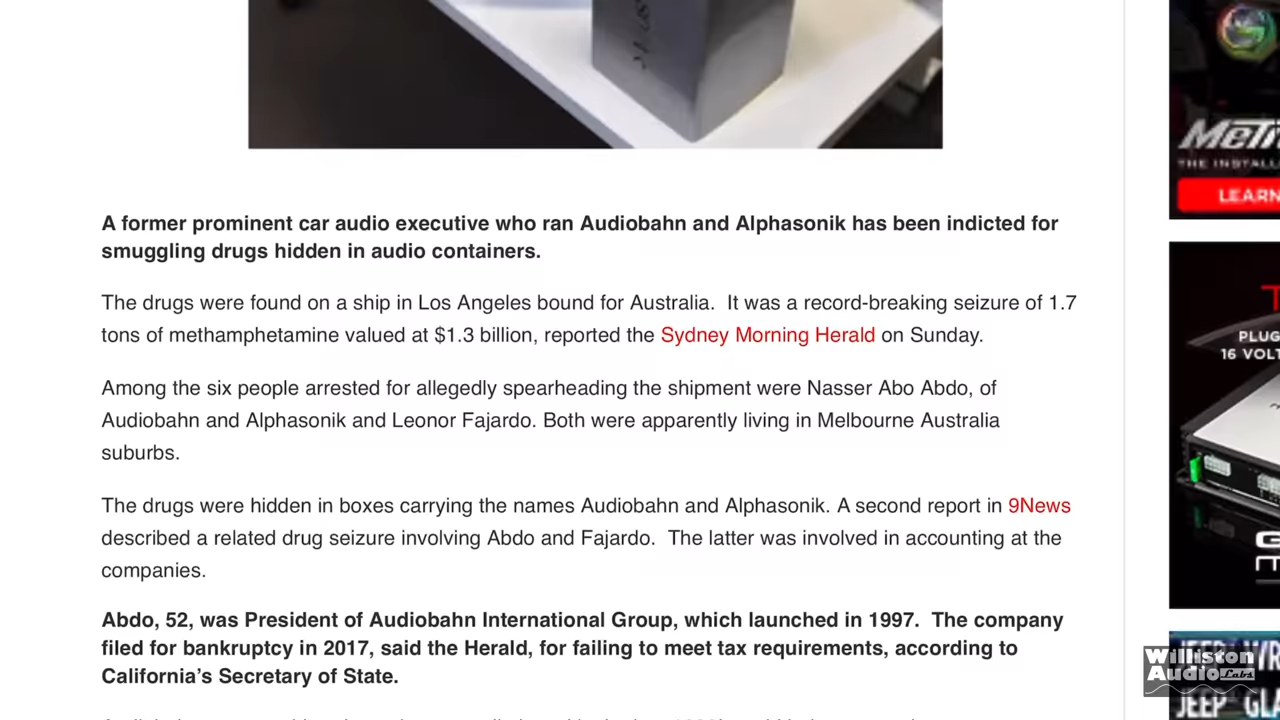 A former prominent car audio executive who ran Audiobahn and Alphasonik has been indicted for
smuggling drugs hidden in audio containers.
The drugs were found on a ship in Los Angeles bound for Australia.  It was a record-breaking seizure of 1.7
tons of methamphetamine valued at $1.3 billion, reported the Sydney Morning Herald on Sunday.
Among the six people arrested for allegedly spearheading the shipment were Nasser Abo Abdo, of
Audiobahn and Alphasonik and Leonor Fajardo. Both were apparently living in Melbourne Australia
suburbs.
The drugs were hidden in boxes carrying the names Audiobahn and Alphasonik. A second report in 9News
described a related drug seizure involving Abdo and Fajardo.  The latter was involved in accounting at the
companies.
Abdo, 52, was President of Audiobahn International Group, which launched in 1997.  The company
filed for bankruptcy in 2017, said the Herald, for failing to meet tax requirements, according to
California's Secretary of State.
THE
LEARN
PLUG
16 VOLT
JEEP
JEEP GLA
Williston
Audio Labs